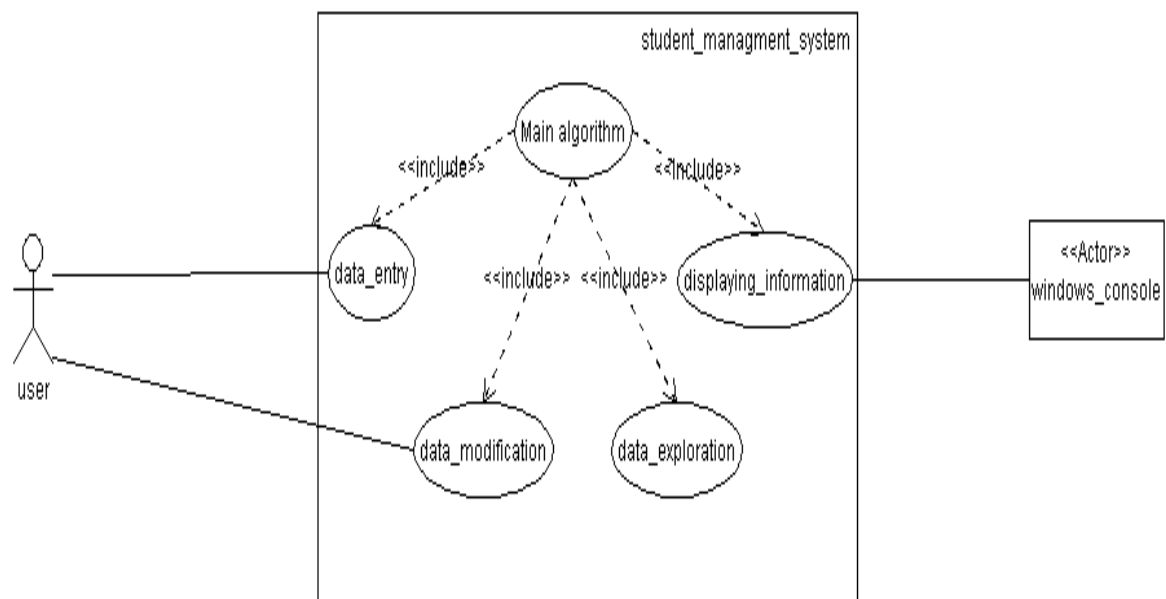 student_managment_system
Main algorithm
<<include>>
<<include>>
<<Actor>>
windows_console
data_entry
<<include>>
<<include>>
displaying_information
user
data_modification
data_exploration